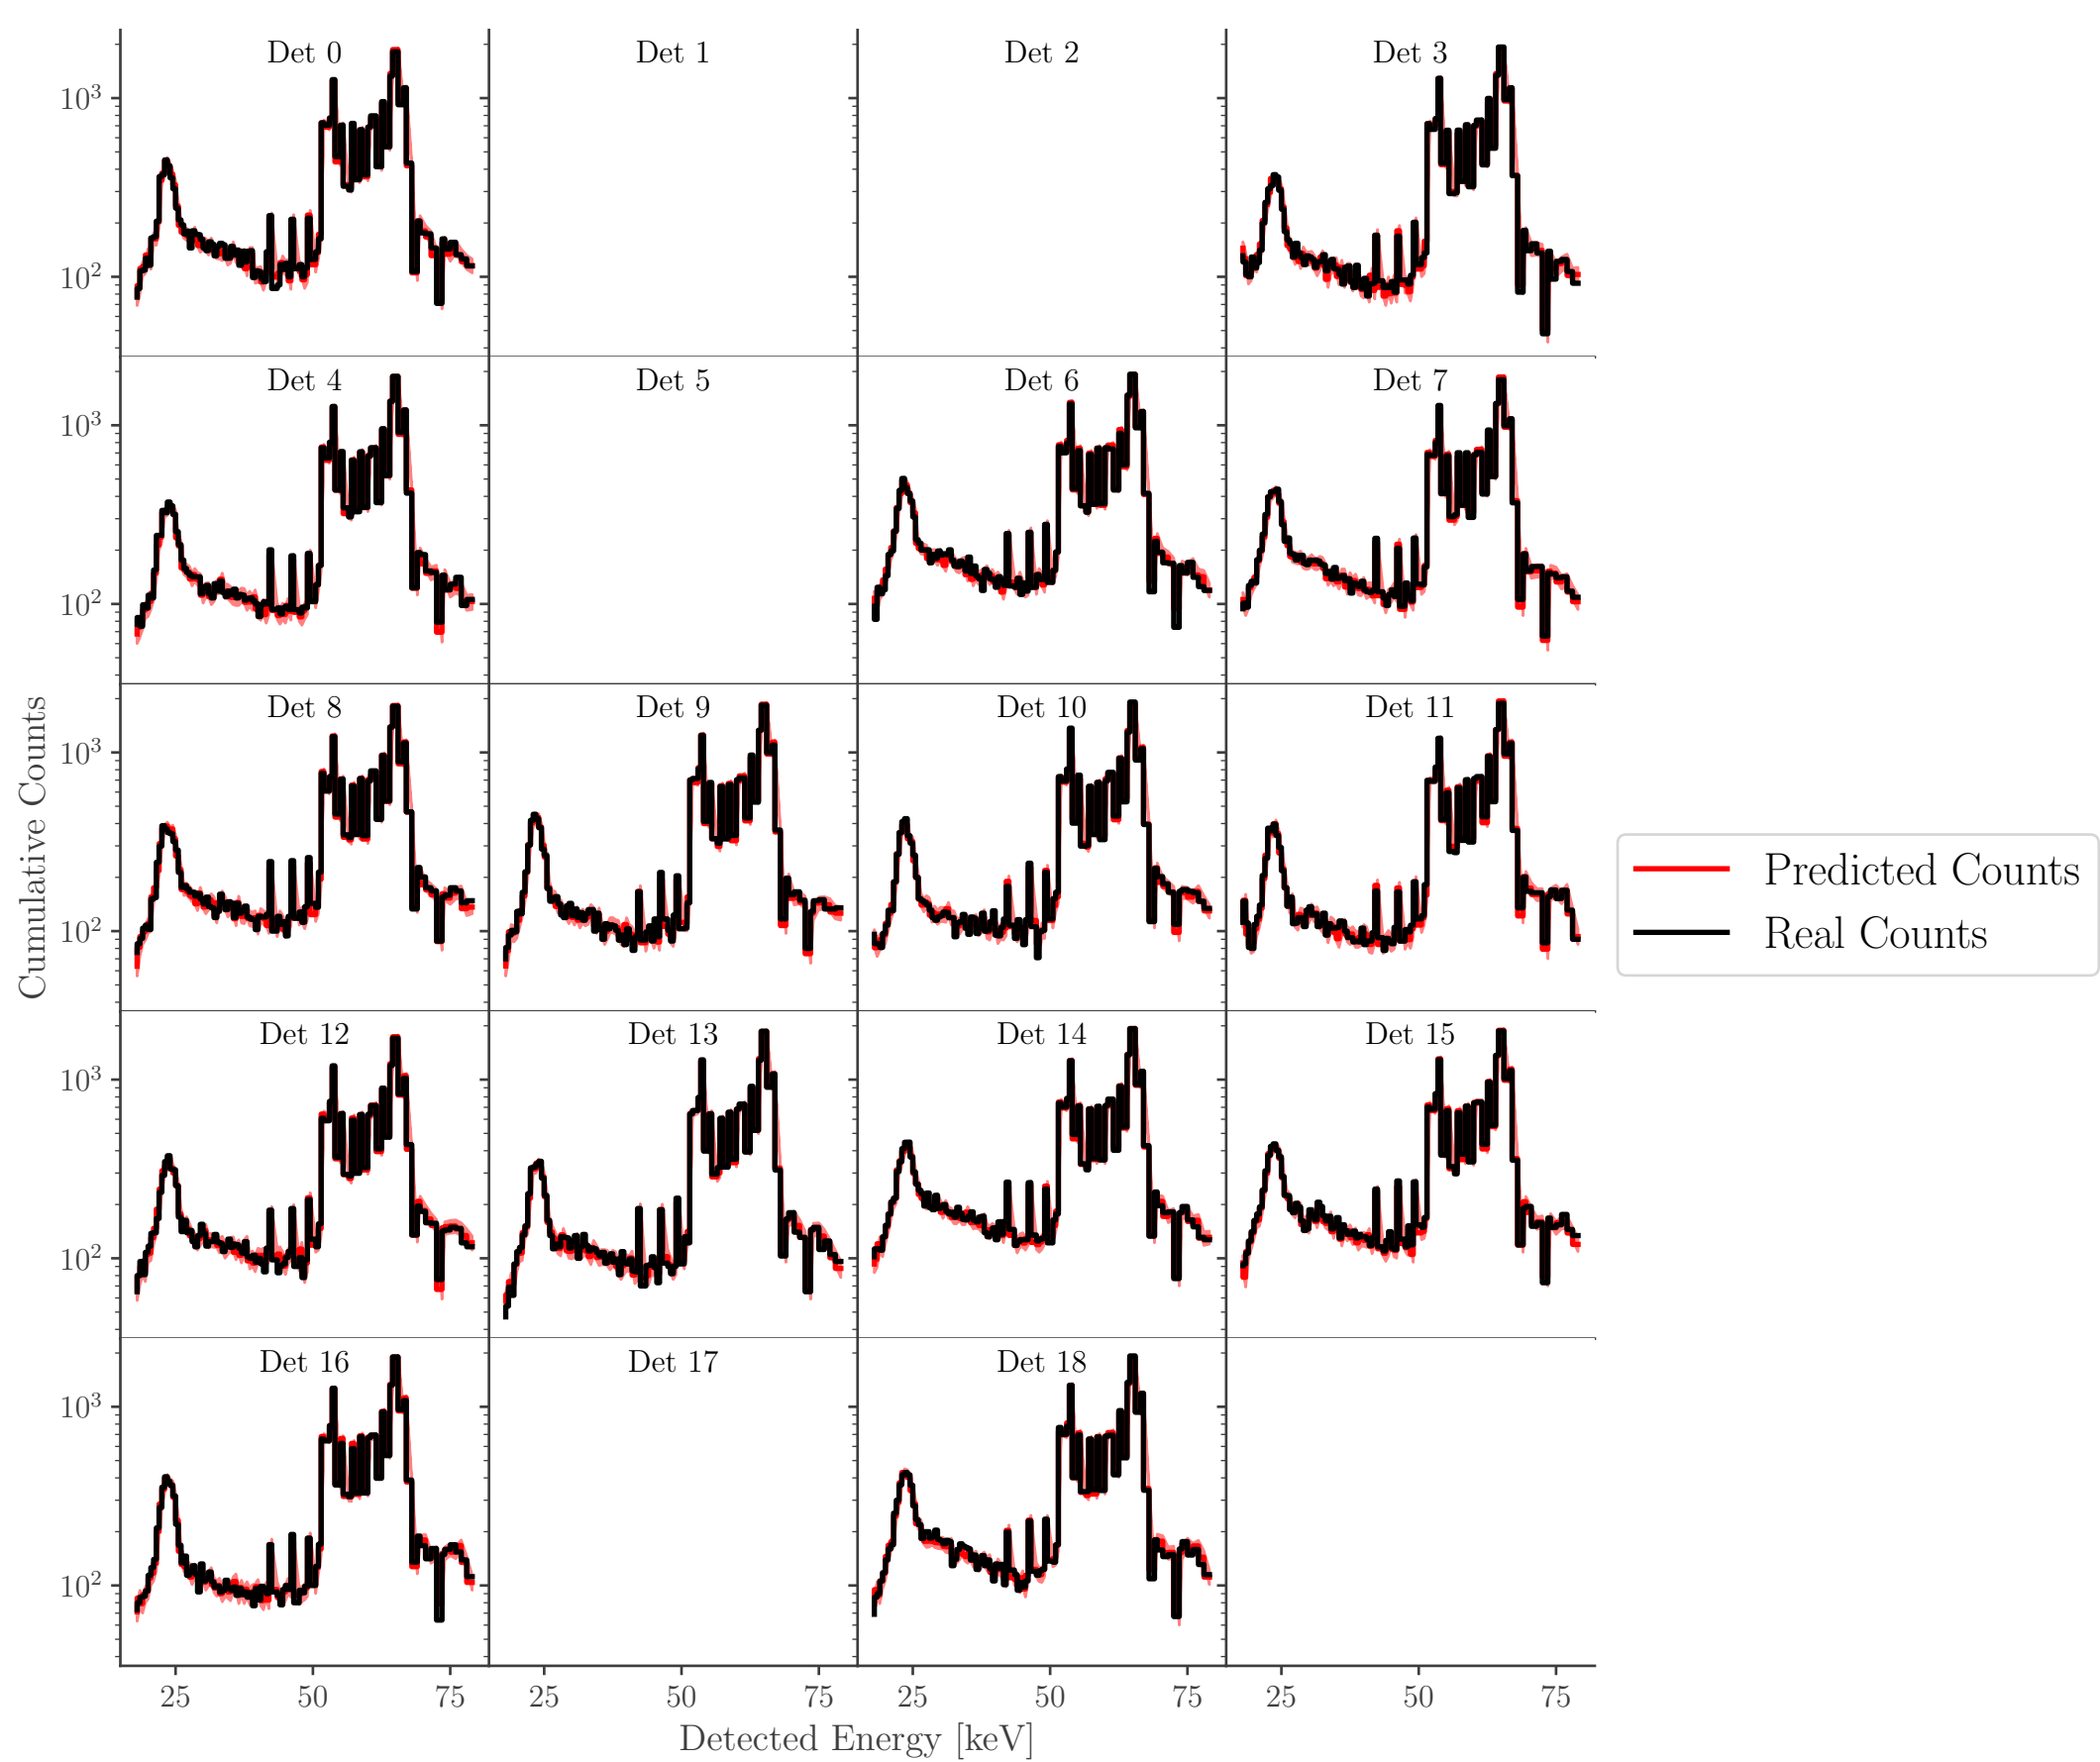 Det 0
Det 1
Det 2
Det 3
10³
10²
Det 4
Det 5
Det 6
Det 7
10³
10²
Det 8
Det 9
Det 10
Det 11
10³
10²
Cumulative Counts
Predicted Counts
Real Counts
Det 12
Det 13
Det 14
Det 15
10³
10²
Det 16
Det 17
Det 18
10³
10²
25 50 75 25 50 75 25 50 75 25 50 75
Detected Energy [keV]